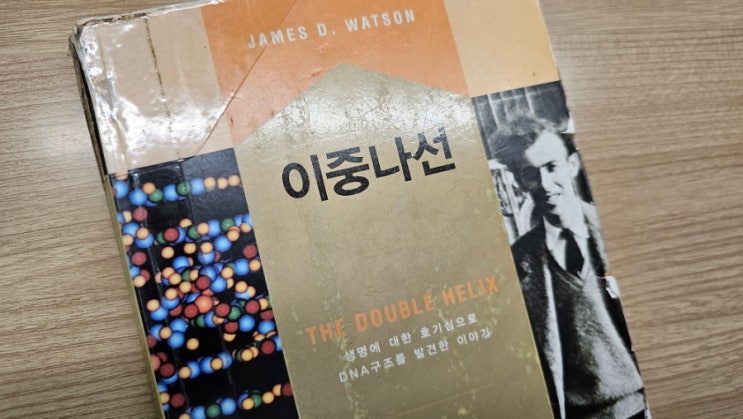 JAMES D. WATSON
이중나선
THE DOUBLE HELIX
생명에 대한 호기심으로
DNA구조를 발견한 이야기